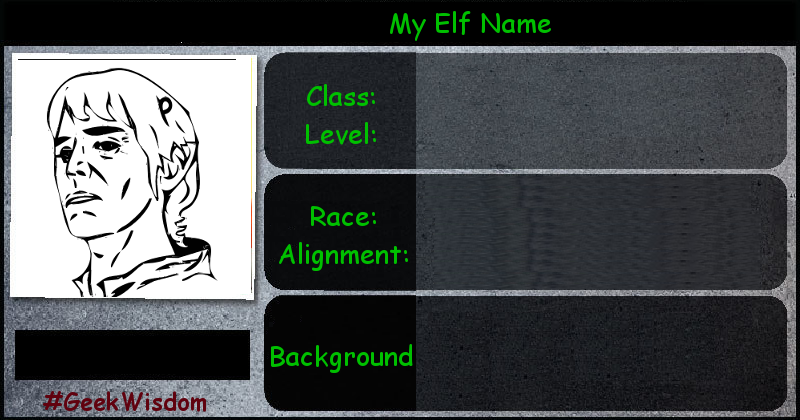 My Elf Name
Class:
Level:
Race:
Alignment:
Background
#GeekWisdom